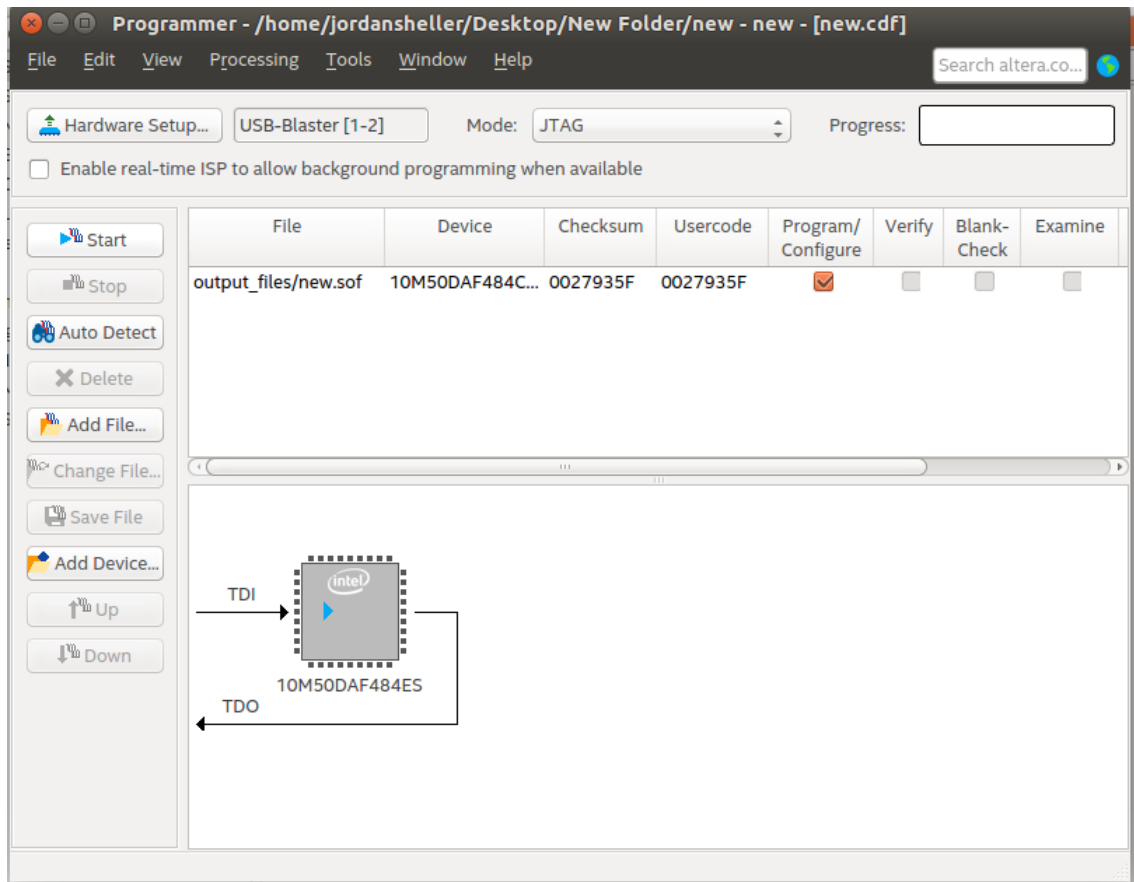 Programmer - /home/jordansheller/Desktop/New Folder/new - new - [new.cdf]
File Edit View Processing Tools Window Help
Search altera.co...
Hardware Setup... USB-Blaster [1-2] Mode: JTAG Progress:
Enable real-time ISP to allow background programming when available
Start
Stop
Auto Detect
Delete
Add File...
Change File...
Save File
Add Device...
Up
Down
File Device Checksum Usercode Program/ Verify Blank- Examine
Configure Check
output_files/new.sof 10M50DAF484C... 0027935F 0027935F
TDI
intel
10M50DAF484ES
TDO